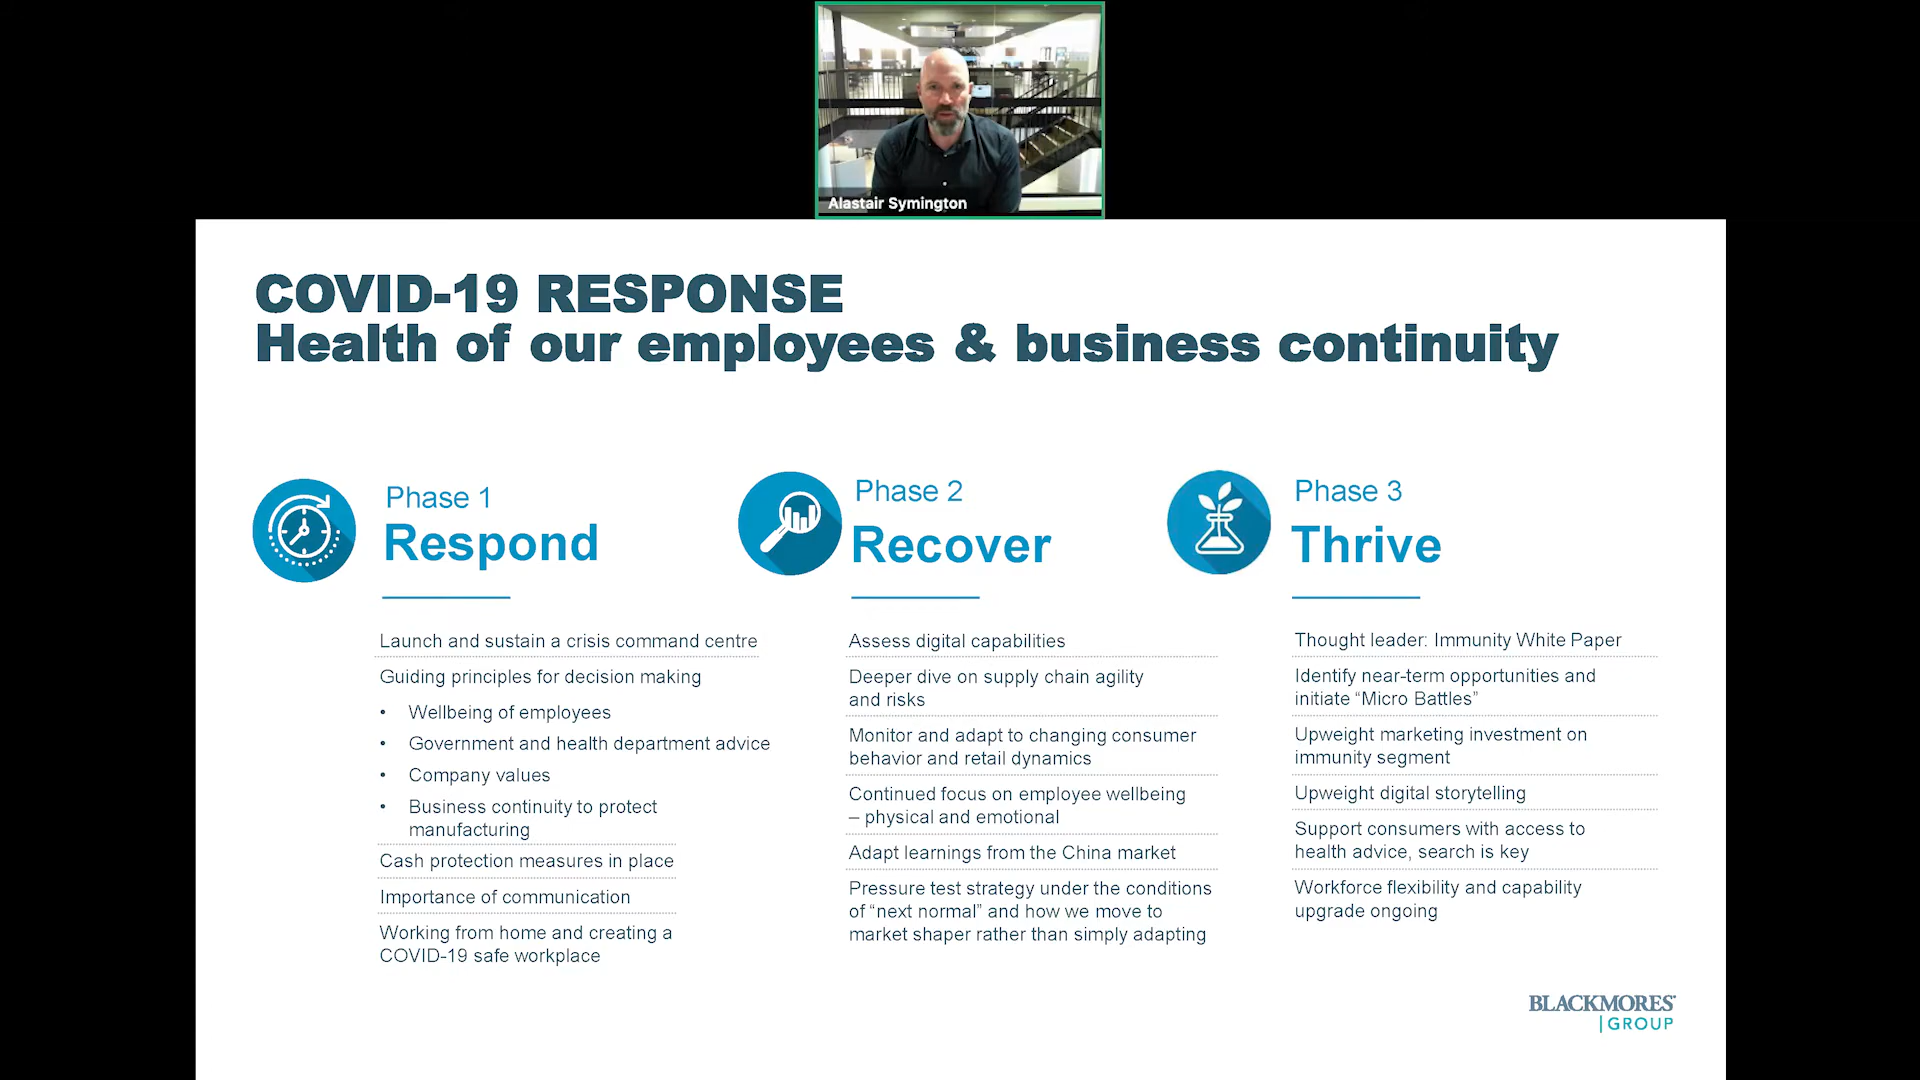 Alastair Symington
COVID-19 RESPONSE
Health of our employees & business continuity
Phase 1
Respond
Launch and sustain a crisis command centre
Guiding principles for decision making
• Wellbeing of employees
• Government and health department advice
• Company values
• Business continuity to protect
manufacturing
Cash protection measures in place
Importance of communication
Working from home and creating a
COVID-19 safe workplace
Phase 2
Recover
Assess digital capabilities
Deeper dive on supply chain agility
and risks
Monitor and adapt to changing consumer
behavior and retail dynamics
Continued focus on employee wellbeing
– physical and emotional
Adapt learnings from the China market
Pressure test strategy under the conditions
of “next normal” and how we move to
market shaper rather than simply adapting
Phase 3
Thrive
Thought leader: Immunity White Paper
Identify near-term opportunities and
initiate “Micro Battles”
Upweight marketing investment on
immunity segment
Upweight digital storytelling
Support consumers with access to
health advice, search is key
Workforce flexibility and capability
upgrade ongoing
BLACKMORES®
|GROUP